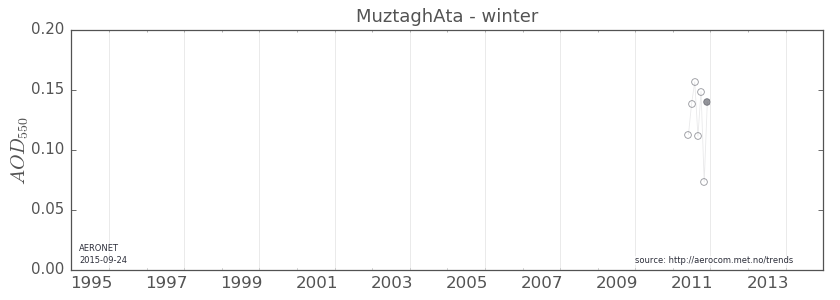 MuztaghAta - winter
0.20
0.15
0.10
0.05
0.00
AOD550
AERONET
2015-09-24
source: http://aerocom.met.no/trends
1995 1997 1999 2001 2003 2005 2007 2009 2011 2013